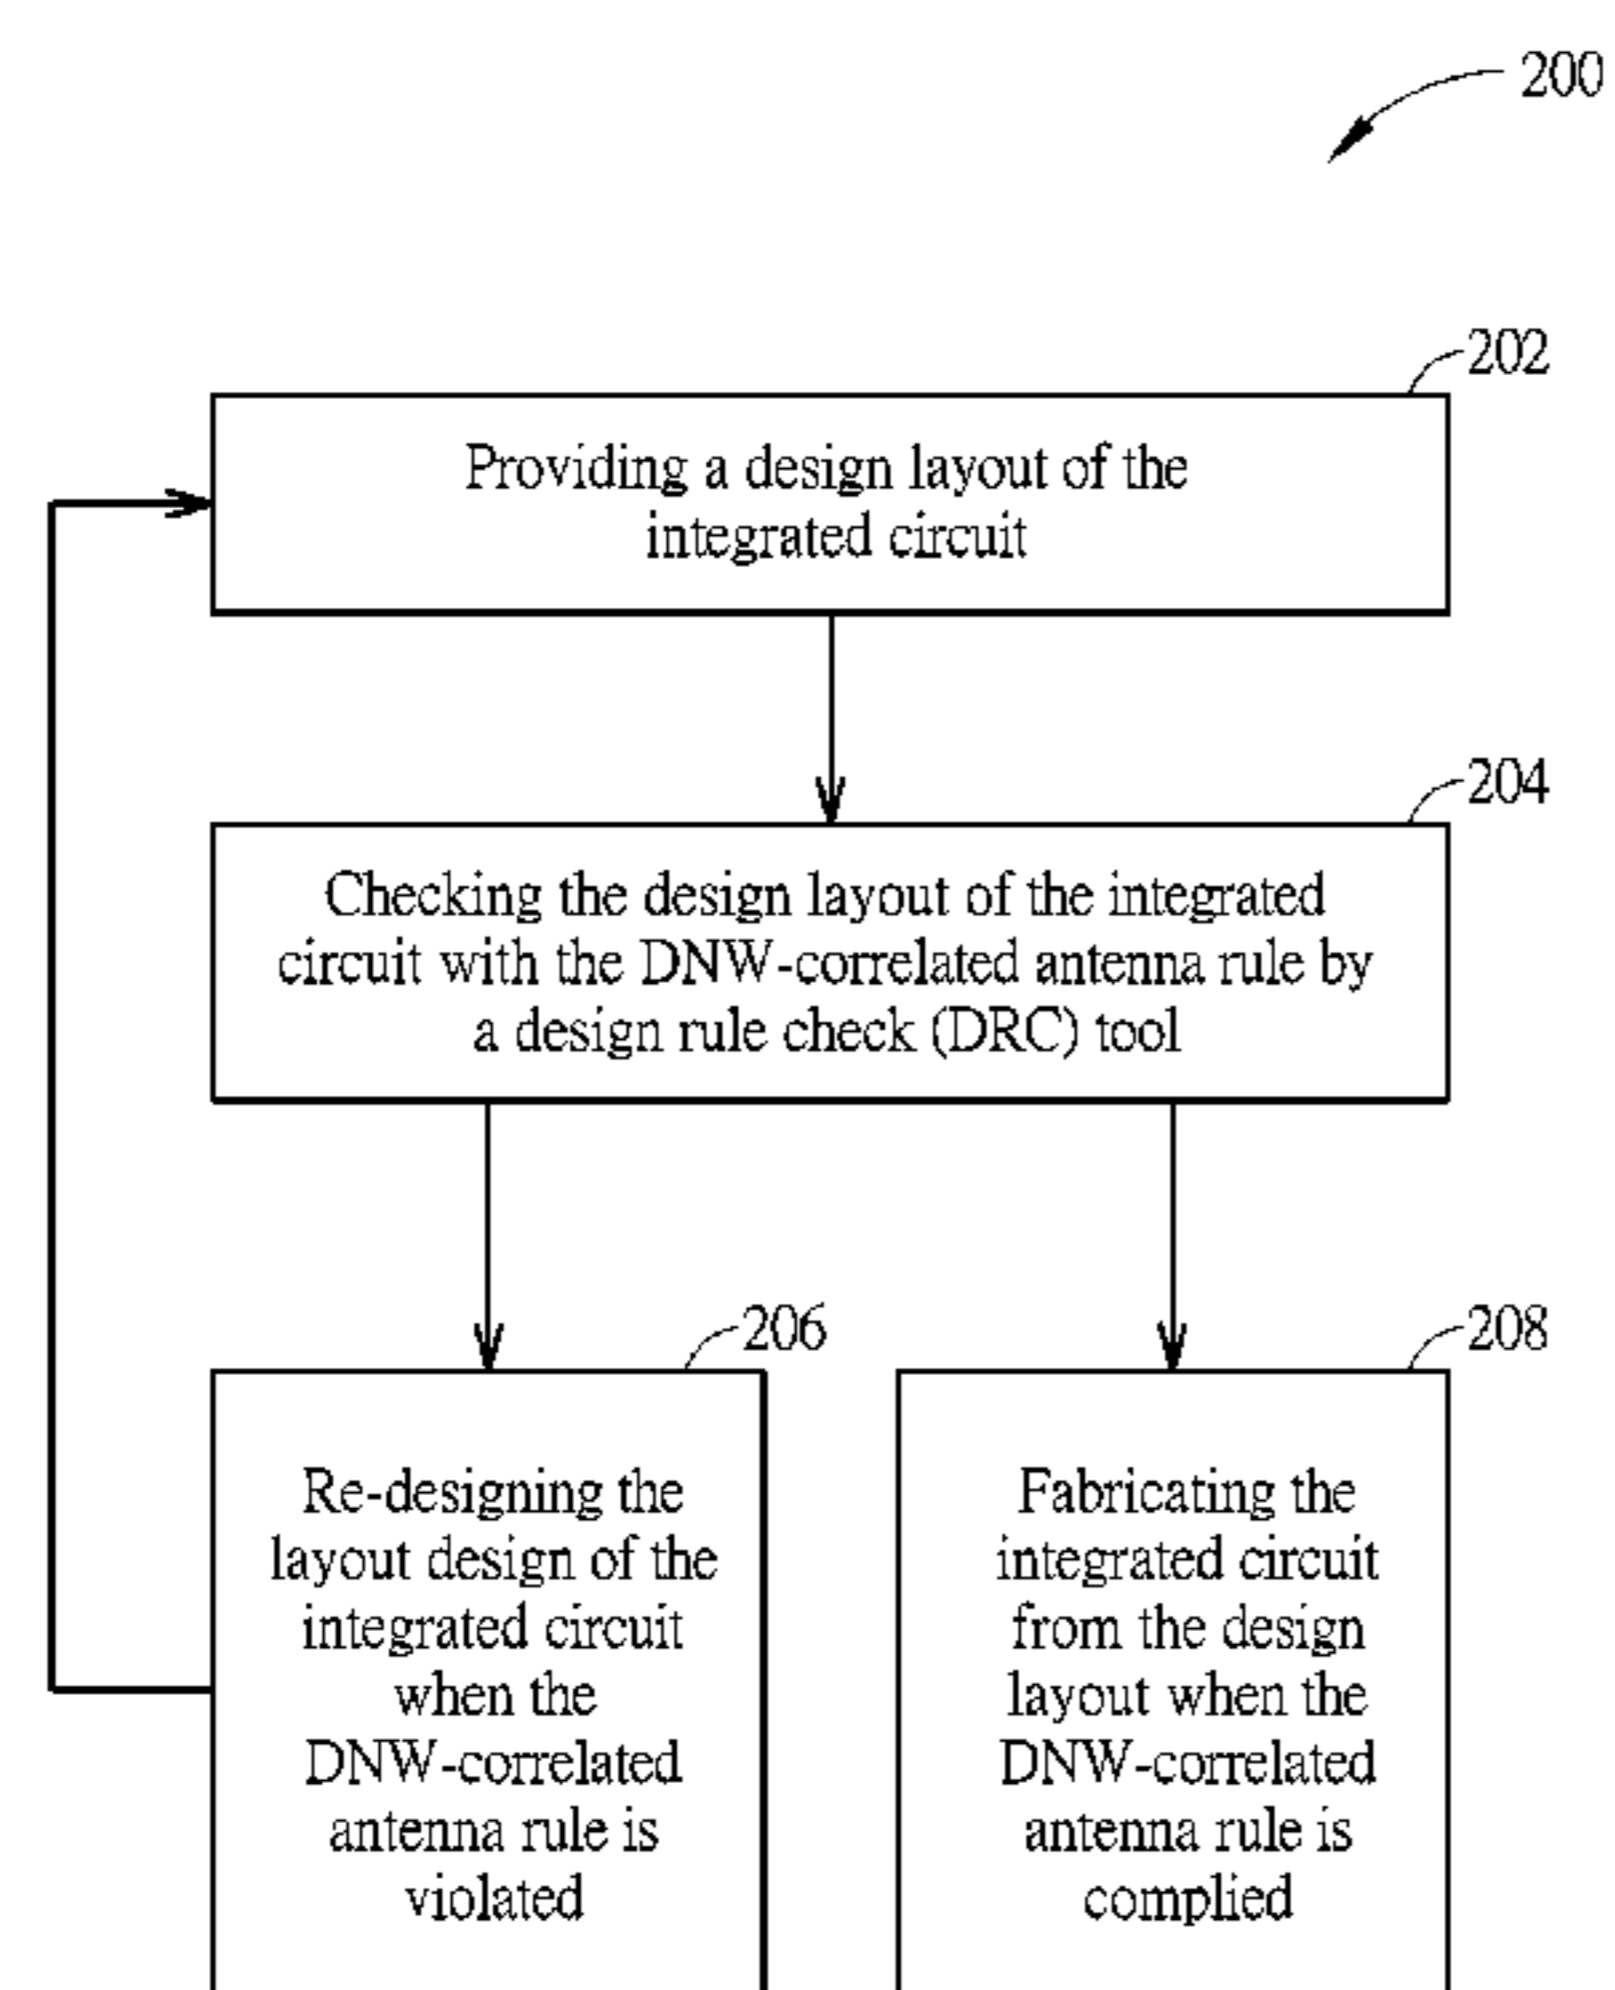 200
202
Providing a design layout of the
integrated circuit
204
Checking the design layout of the integrated
circuit with the DNW-correlated antenna rule by
a design rule check (DRC) tool
206
Re-designing the
layout design of the
integrated circuit
when the
DNW-correlated
antenna rule is
violated
208
Fabricating the
integrated circuit
from the design
layout when the
DNW-correlated
antenna rule is
complied